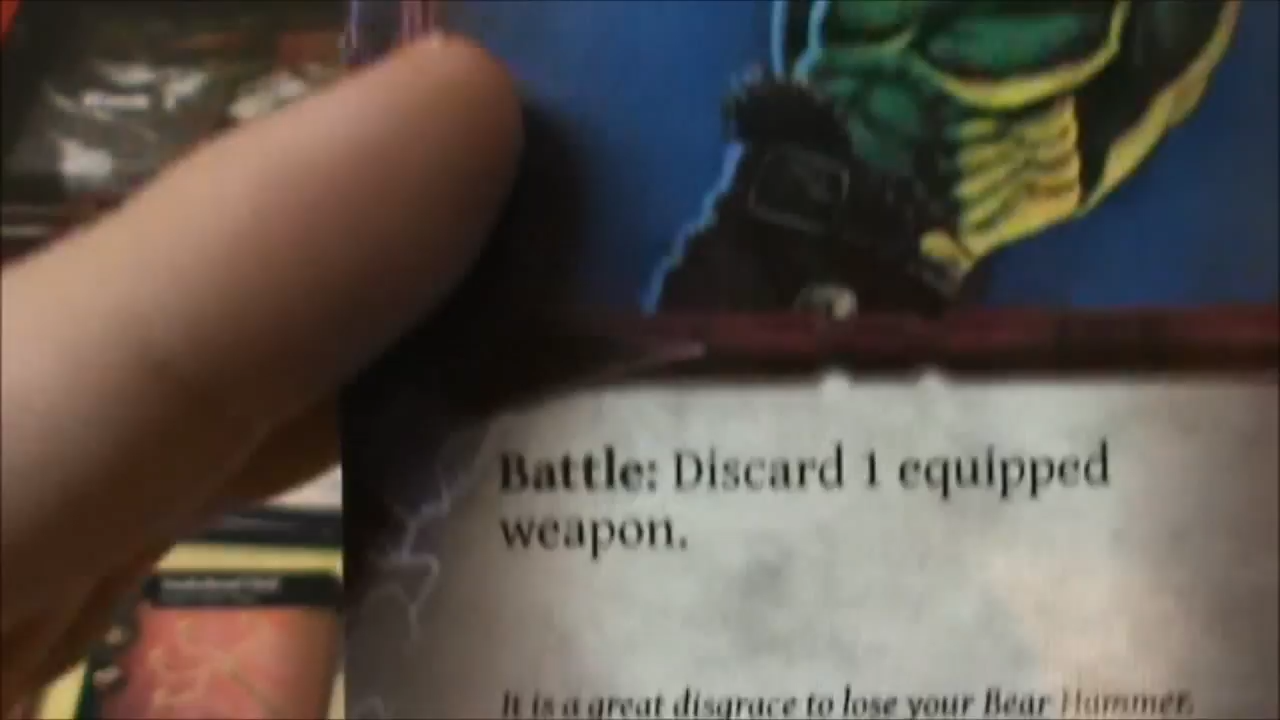 Battle: Discard 1 equipped
weapon.
It is a great disgrace to lose your Bear Hammer.